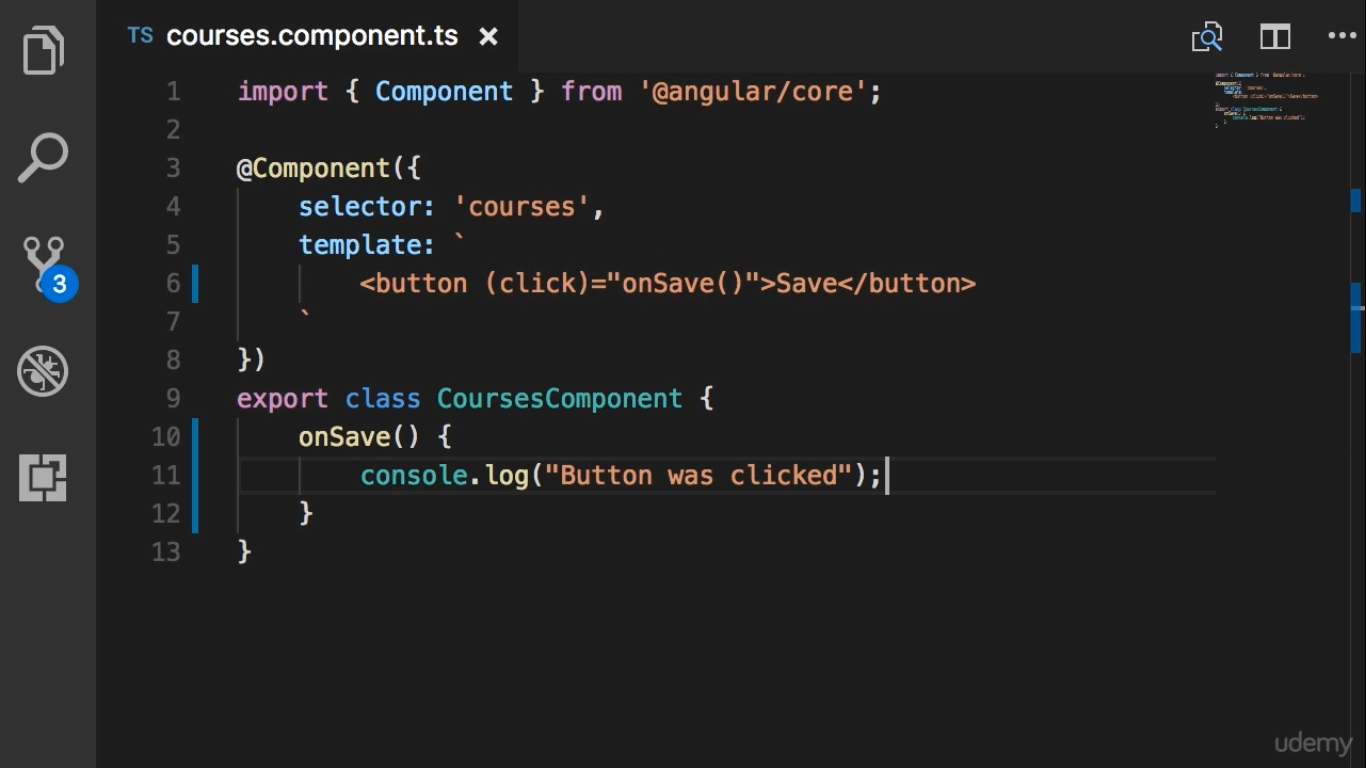 TS courses.component.ts ×
1 import { Component } from '@angular/core';
2
3 @Component({
4     selector: 'courses',
5     template: `
6         <button (click)="onSave()">Save</button>
7     `
8 })
9 export class CoursesComponent {
10     onSave() {
11         console.log("Button was clicked");
12     }
13 }
3
udemy